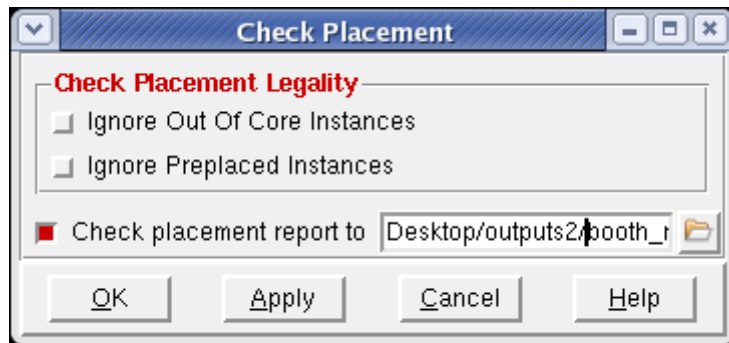 Check Placement
Check Placement Legality
Ignore Out Of Core Instances
Ignore Preplaced Instances
Check placement report to Desktop/outputs2/booth_r
OK Apply Cancel Help